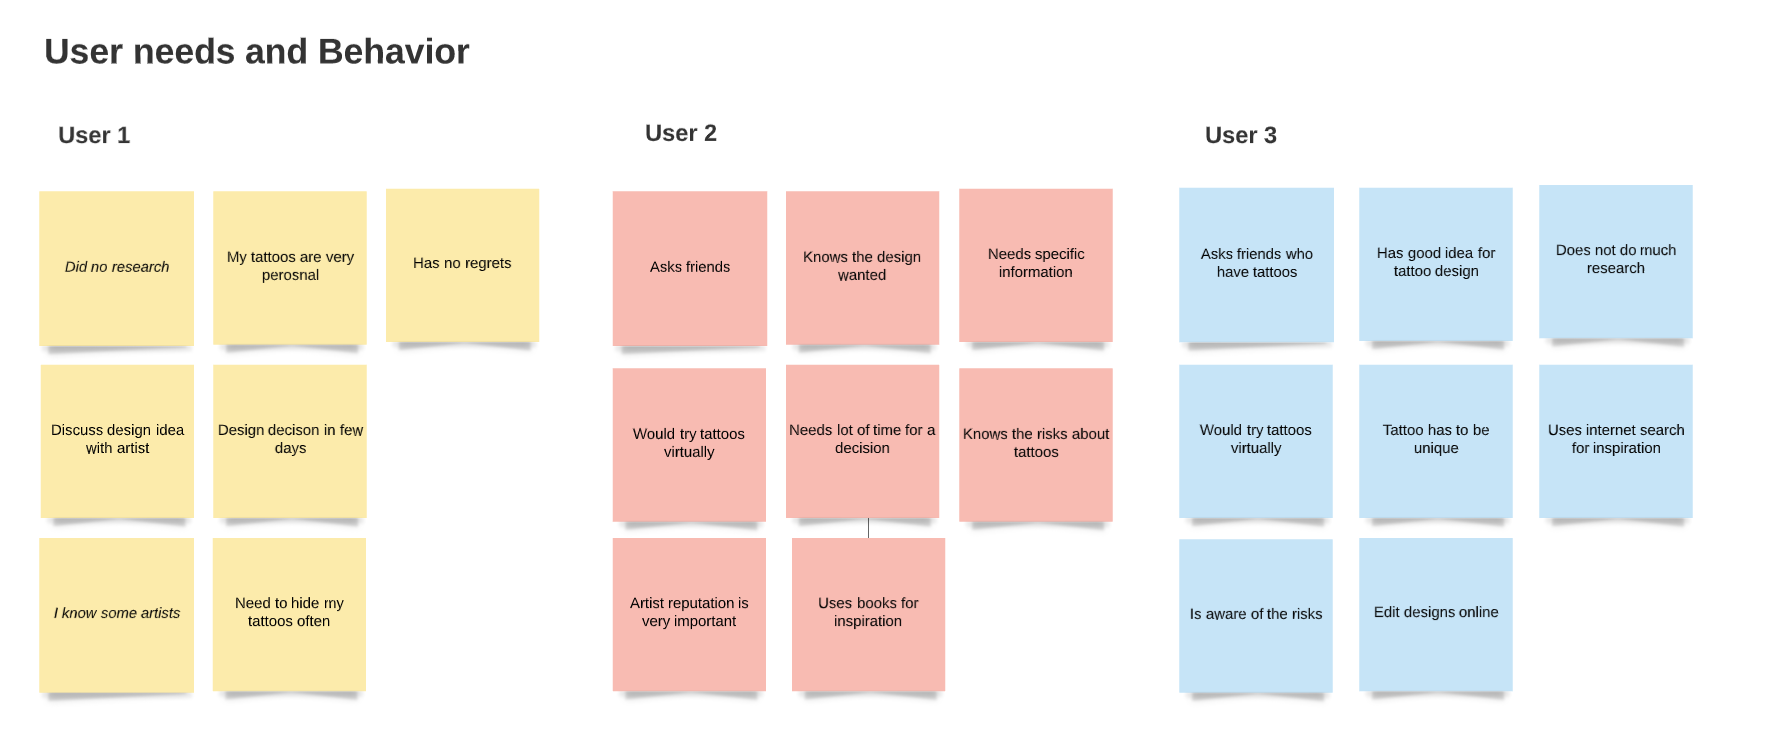 User needs and Behavior
User 1
Did no research
My tattoos are very
perosnal
Has no regrets
Discuss design idea
with artist
Design decison in few
days
I know some artists
Need to hide my
tattoos often
User 2
Asks friends
Knows the design
wanted
Needs specific
information
Would try tattoos
virtually
Needs lot of time for a
decision
Knows the risks about
tattoos
Artist reputation is
very important
Uses books for
inspiration
User 3
Asks friends who
have tattoos
Has good idea for
tattoo design
Does not do much
research
Would try tattoos
virtually
Tattoo has to be
unique
Uses internet search
for inspiration
Is aware of the risks
Edit designs online